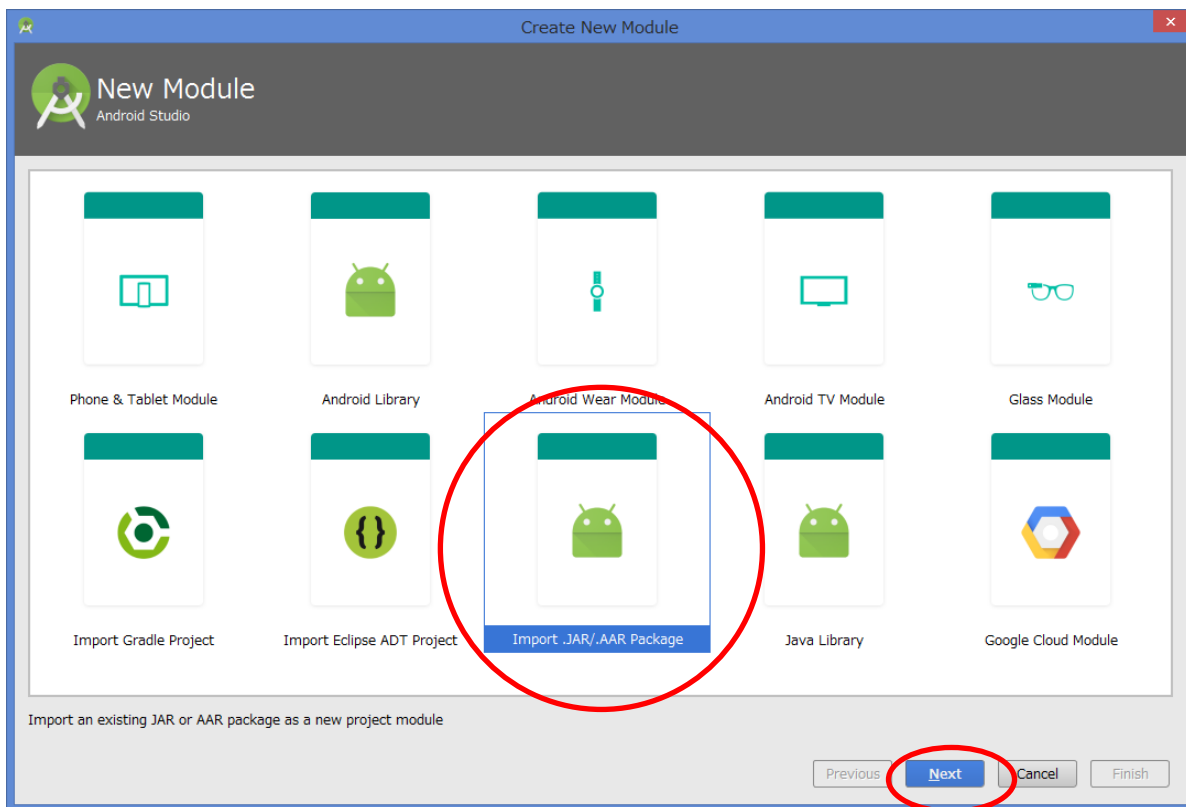 Create New Module
New Module
Android Studio
Phone & Tablet Module
Android Library
Android Wear Module
Android TV Module
Glass Module
Import Gradle Project
Import Eclipse ADT Project
Import .JAR/.AAR Package
Java Library
Google Cloud Module
Import an existing JAR or AAR package as a new project module
Previous
Next
Cancel
Finish